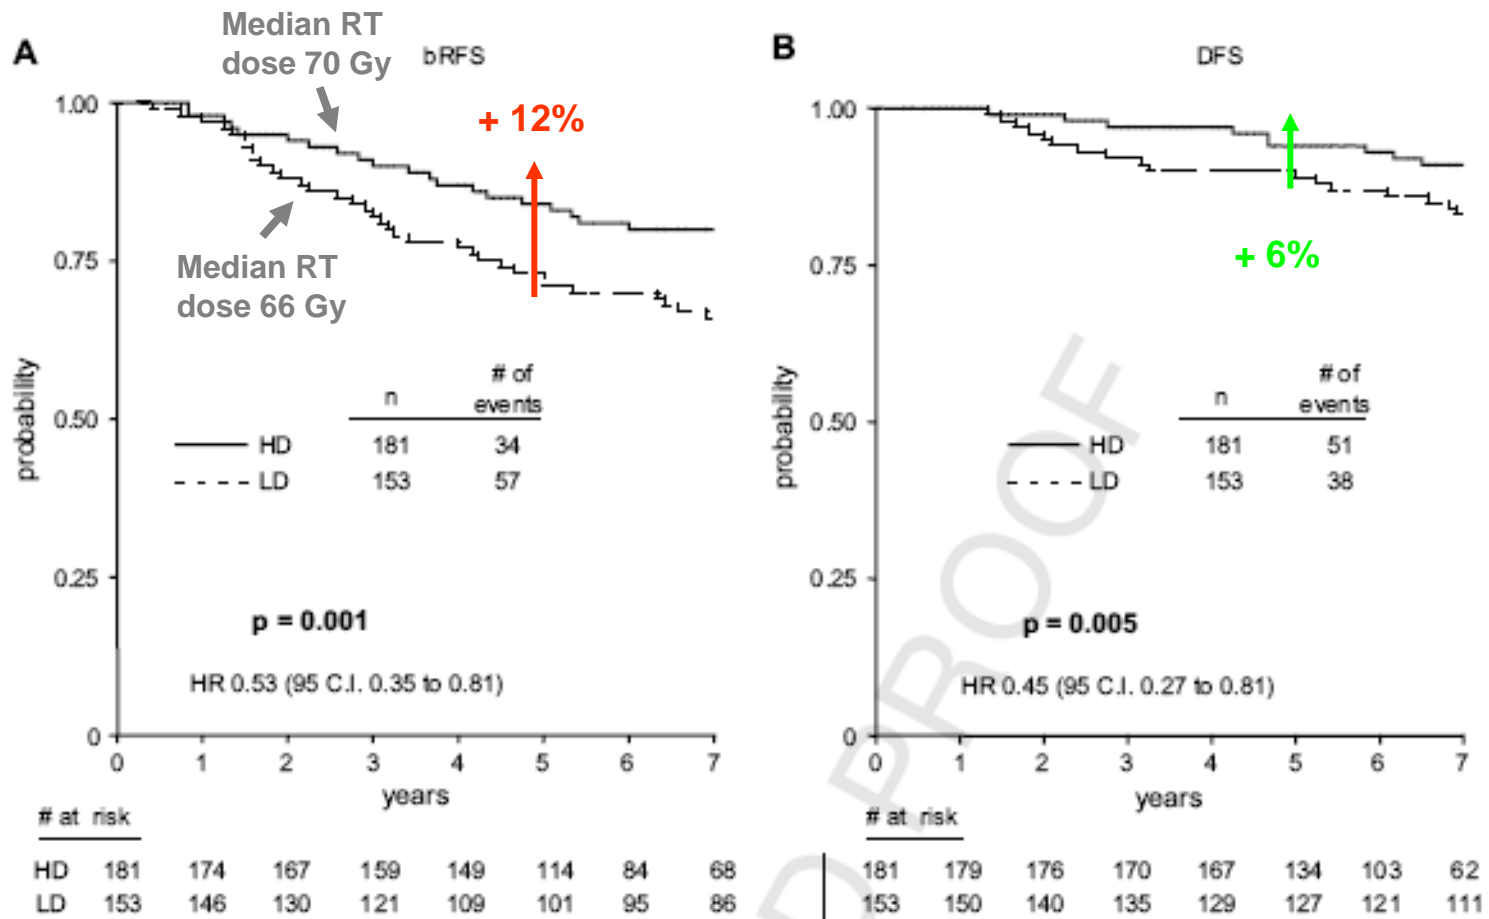 Median RT
dose 70 Gy
A
bRFS
1.00
+ 12%
0.75
Median RT
dose 66 Gy
probability
0.50
n # of
events
HD 181 34
LD 153 57
0.25
p = 0.001
HR 0.53 (95 C.I. 0.35 to 0.81)
0
0 1 2 3 4 5 6 7
years
# at risk
HD 181 174 167 159 149 114 84 68
LD 153 146 130 121 109 101 95 86
B
DFS
1.00
0.75
+ 6%
probability
0.50
n # of
events
HD 181 51
LD 153 38
0.25
p = 0.005
HR 0.45 (95 C.I. 0.27 to 0.81)
0
0 1 2 3 4 5 6 7
years
# at risk
181 179 176 170 167 134 103 62
153 150 140 135 129 127 121 111
D PROOF